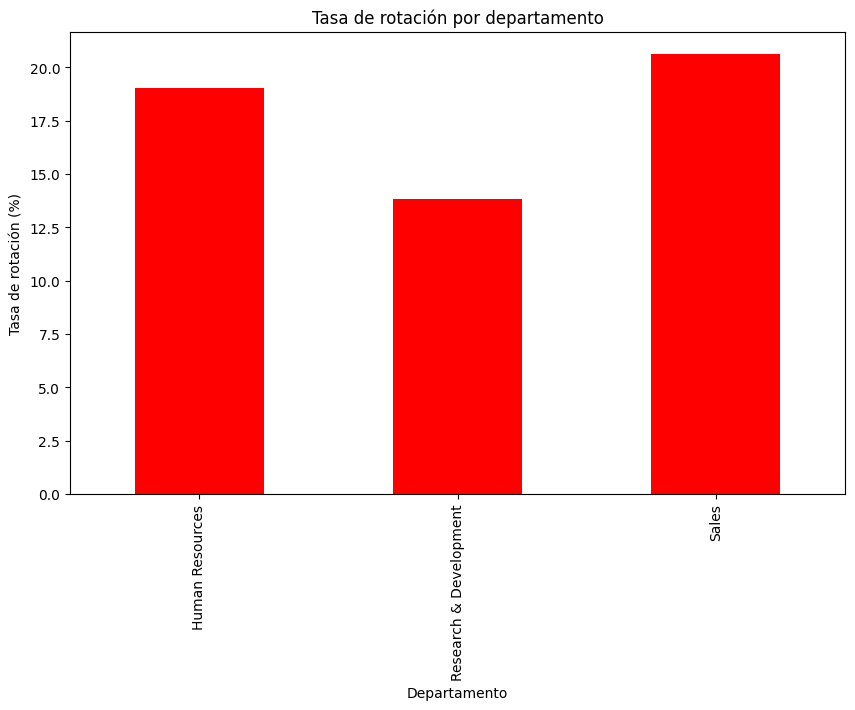 Tasa de rotación por departamento
Tasa de rotación (%)
20.0
17.5
15.0
12.5
10.0
7.5
5.0
2.5
0.0
Human Resources
Research & Development
Sales
Departamento